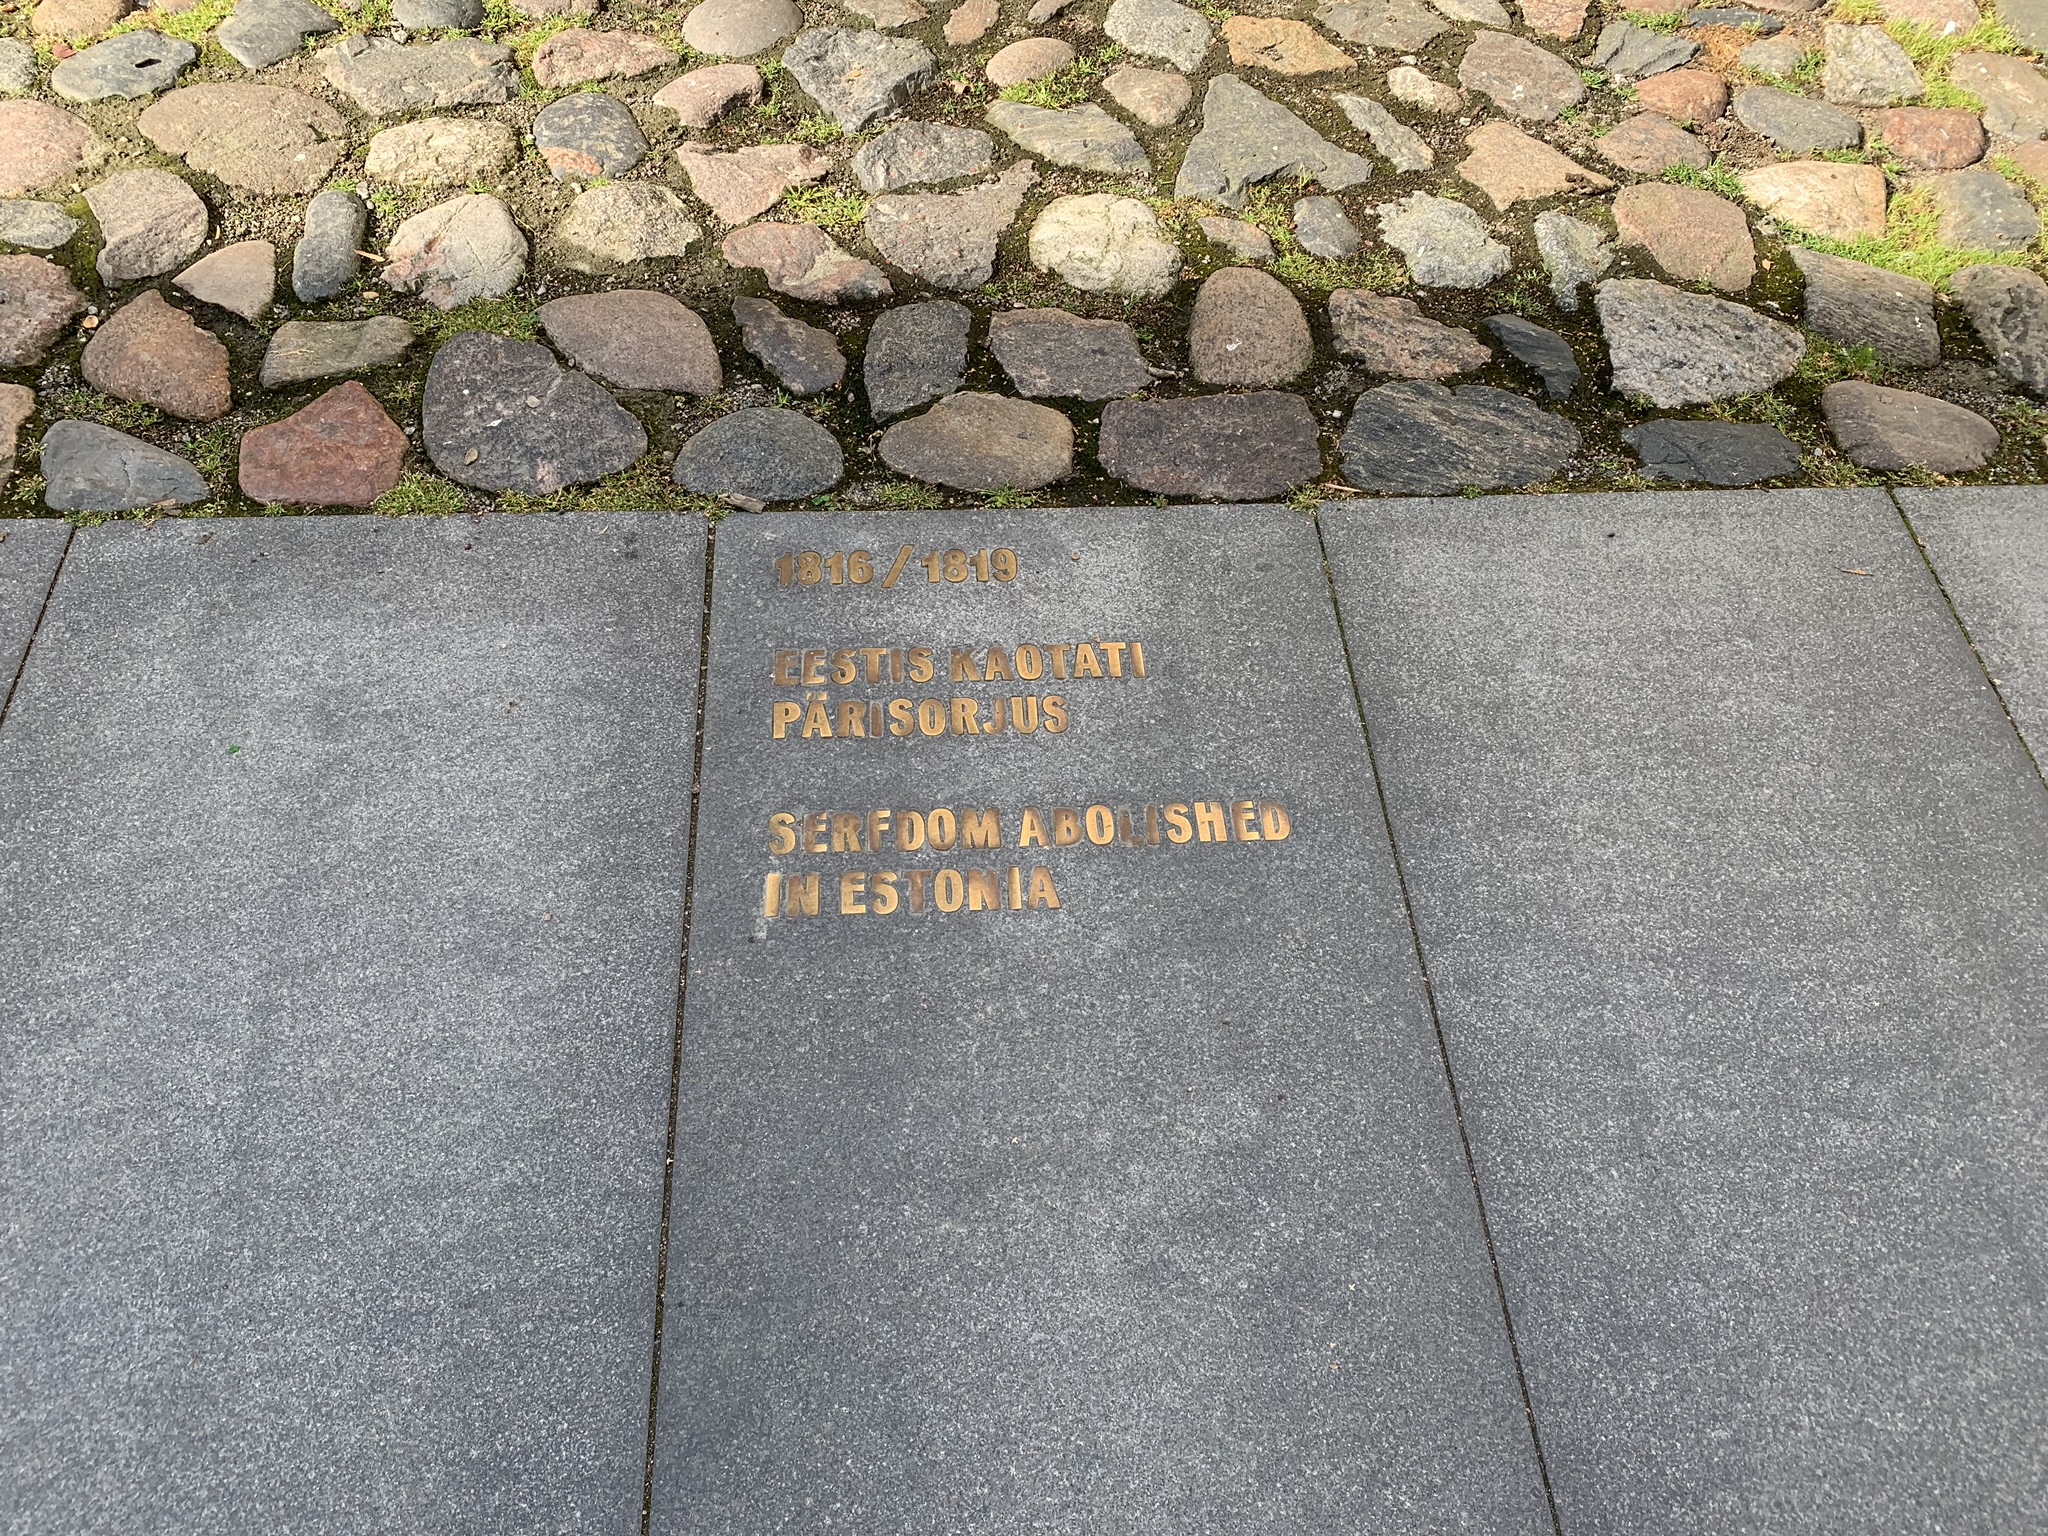 1816/1819
EESTIS KAOTATI
PÄRISORJUS
SERFDOM ABOLISHED
IN ESTONIA